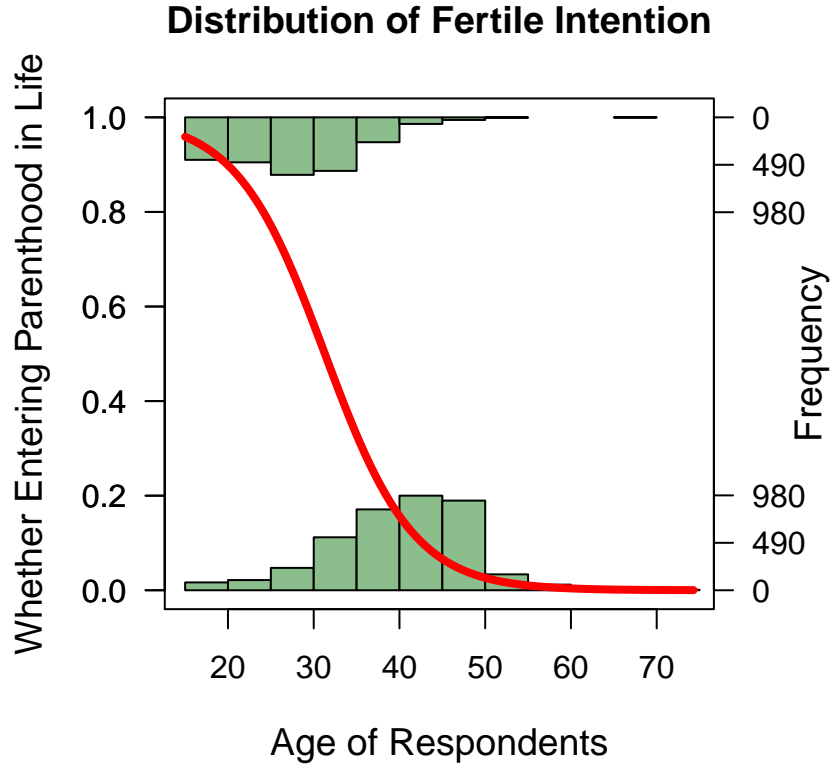 Distribution of Fertile Intention
Whether Entering Parenthood in Life
1.0
0.8
0.6
0.4
0.2
0.0
0
490
980
980
490
0
Frequency
20 30 40 50 60 70
Age of Respondents